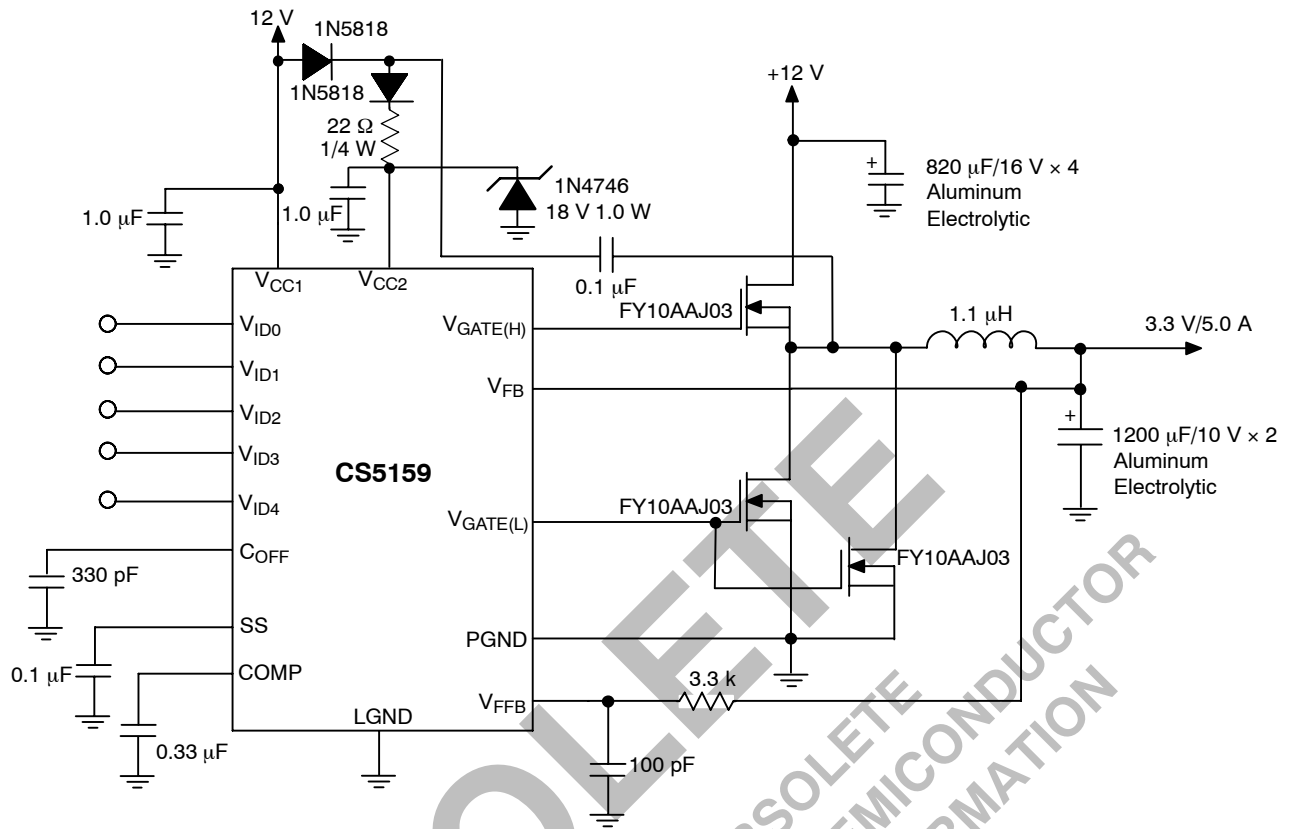 12 V
1N5818
1N5818
22 Ω
1/4 W
+12 V
+
820 μF/16 V × 4
Aluminum
Electrolytic
1N4746
18 V 1.0 W
1.0 μF
1.0 μF
VCC1
VCC2
0.1 μF
FY10AAJ03
1.1 μH
3.3 V/5.0 A
VID0
VID1
VID2
VID3
VID4
COFF
SS
COMP
LGND
CS5159
VGATE(H)
VFB
VGATE(L)
PGND
VFFB
+
1200 μF/10 V × 2
Aluminum
Electrolytic
FY10AAJ03
FY10AAJ03
330 pF
0.1 μF
0.33 μF
3.3 k
100 pF
OLETE
OBSOLETE
EMICONDUCTOR
RMATION